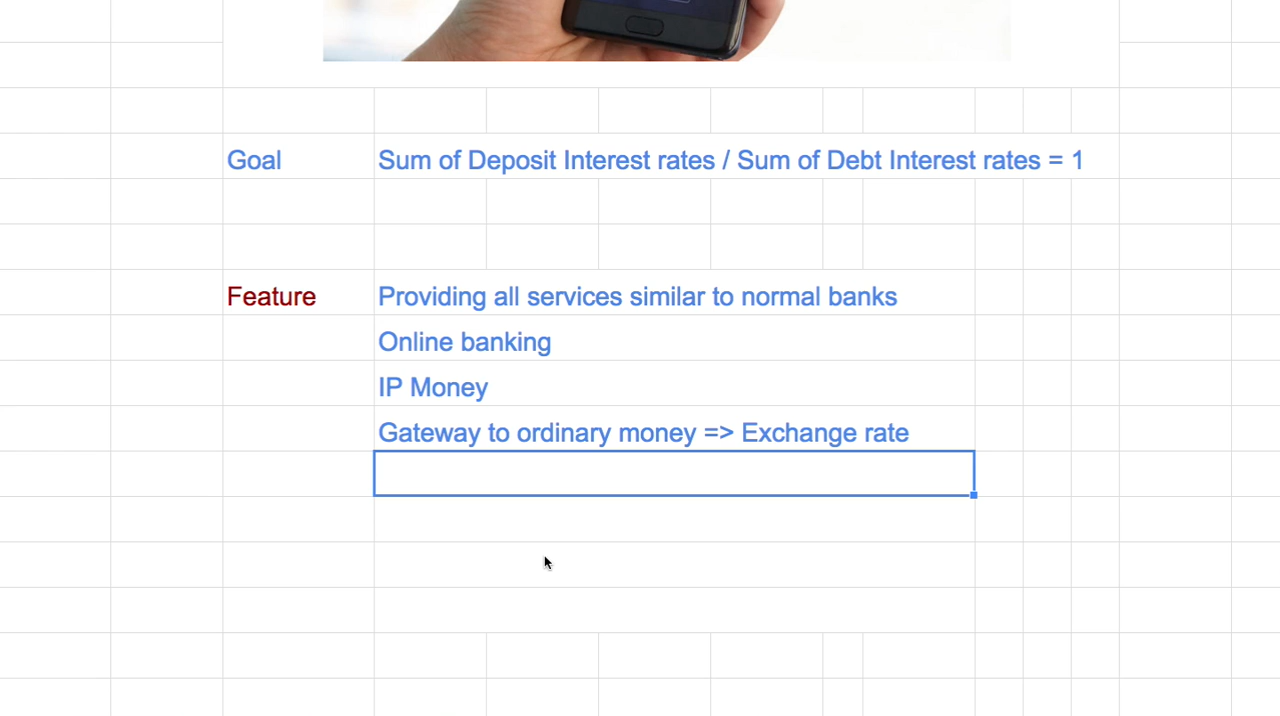 Goal Sum of Deposit Interest rates / Sum of Debt Interest rates = 1
Feature Providing all services similar to normal banks
Online banking
IP Money
Gateway to ordinary money => Exchange rate